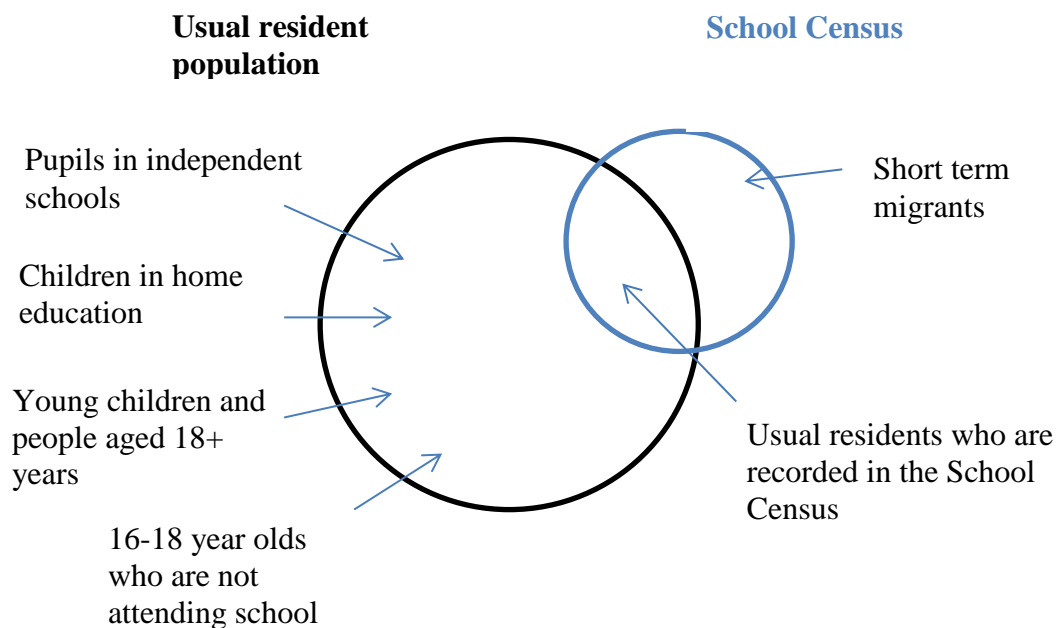 Usual resident
population
School Census
Pupils in independent
schools
Children in home
education
Young children and
people aged 18+
years
16-18 year olds
who are not
attending school
Short term
migrants
Usual residents who are
recorded in the School
Census